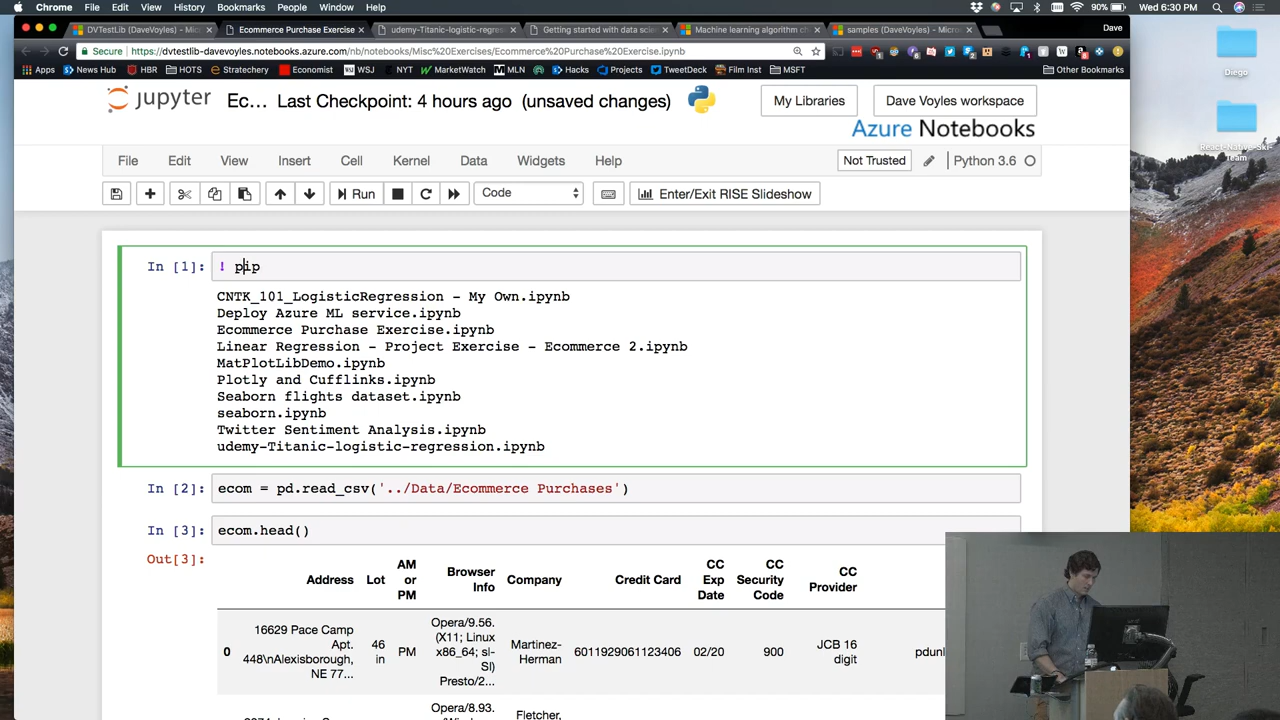 Chrome File Edit View History Bookmarks People Window Help 90% Wed 6:30 PM
DVTestLib (DaveVoyles) - Micros Ecommerce Purchase Exercise udemy-Titanic-logistic-regress Getting started with data scien Machine learning algorithm ch samples (DaveVoyles) - Micros Dave
Secure https://dvtestlib-davevoyles.notebooks.azure.com/nb/notebooks/Misc%20Exercises/Ecommerce%20Purchase%20Exercise.ipynb
Apps News Hub HBR HOTS Stratechery Economist WSJ NYT MarketWatch MLN Hacks Projects TweetDeck Film Inst MSFT Other Bookmarks
Diego
React-Native-Ski-
Team
jupyter Ec... Last Checkpoint: 4 hours ago (unsaved changes) My Libraries Dave Voyles workspace
Azure Notebooks
File Edit View Insert Cell Kernel Data Widgets Help Not Trusted Python 3.6
Run Code Enter/Exit RISE Slideshow
In [1]: ! pip
CNTK_101_LogisticRegression - My Own.ipynb
Deploy Azure ML service.ipynb
Ecommerce Purchase Exercise.ipynb
Linear Regression - Project Exercise - Ecommerce 2.ipynb
MatPlotLibDemo.ipynb
Plotly and Cufflinks.ipynb
Seaborn flights dataset.ipynb
seaborn.ipynb
Twitter Sentiment Analysis.ipynb
udemy-Titanic-logistic-regression.ipynb
In [2]: ecom = pd.read_csv('../Data/Ecommerce Purchases')
In [3]: ecom.head()
Out[3]:
Address Lot AM or PM Browser Info Company Credit Card CC Exp Date CC Security Code CC Provider
0 16629 Pace Camp Apt. 448\nAlexisborough, NE 77... 46 in PM Opera/9.56.(X11; Linux x86_64; sl-SI) Presto/2... Martinez-Herman 6011929061123406 02/20 900 JCB 16 digit pdunl
Opera/8.93. Fletcher,